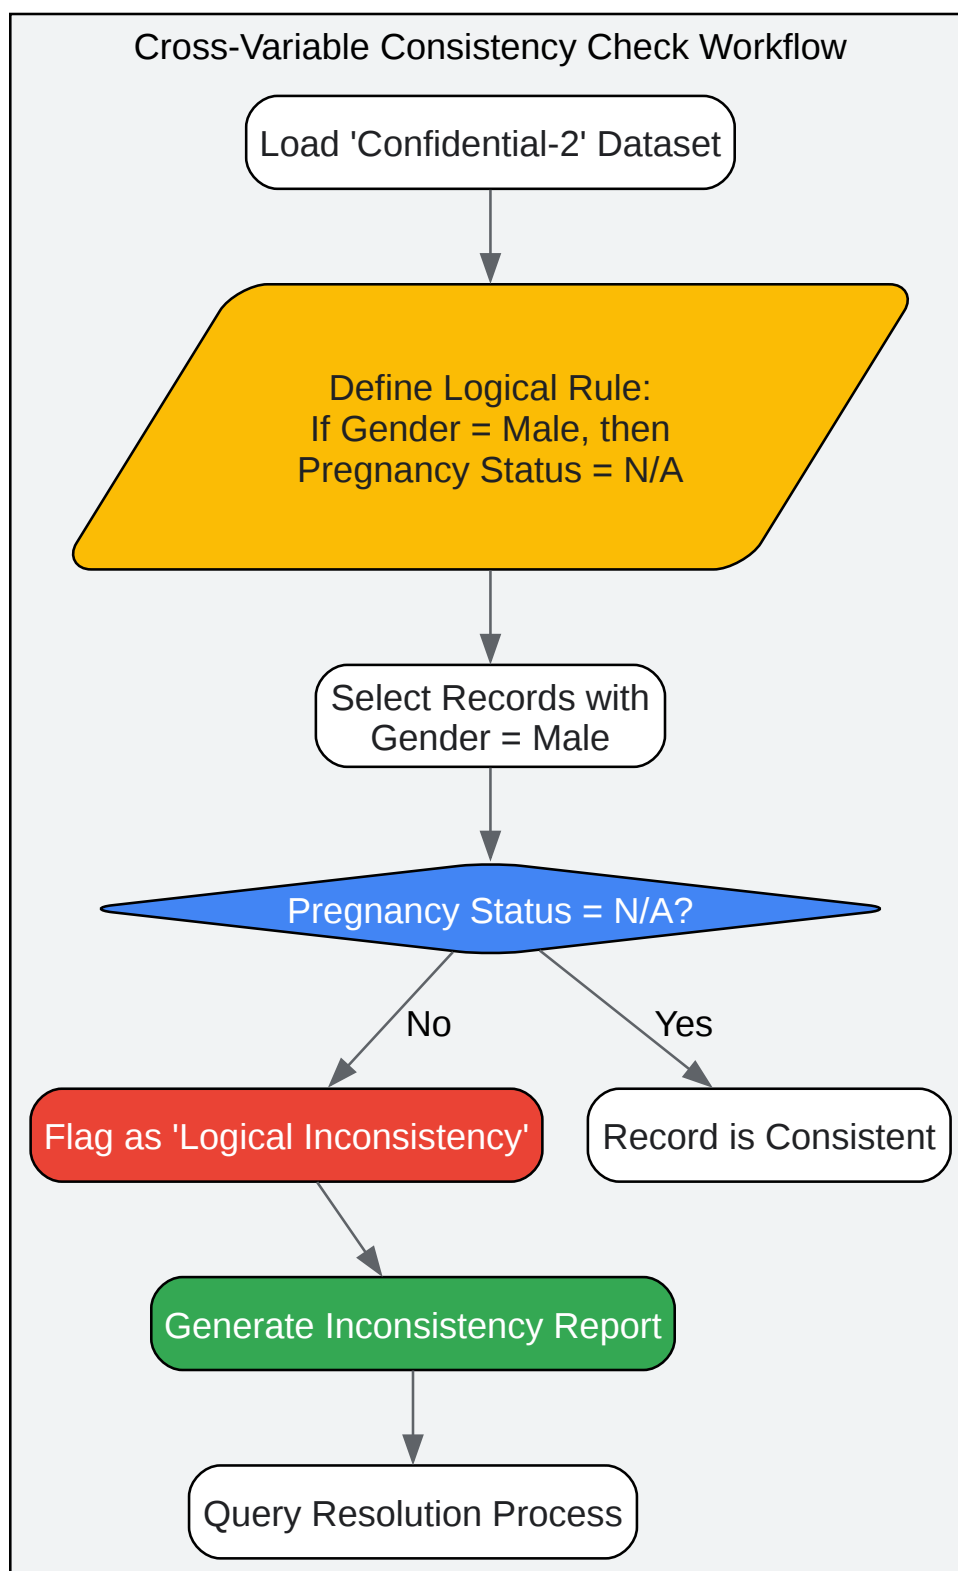 Cross-Variable Consistency Check Workflow
Load 'Confidential-2' Dataset
Define Logical Rule:
If Gender = Male, then
Pregnancy Status = N/A
Select Records with
Gender = Male
Pregnancy Status = N/A?
No
Yes
Flag as 'Logical Inconsistency'
Record is Consistent
Generate Inconsistency Report
Query Resolution Process